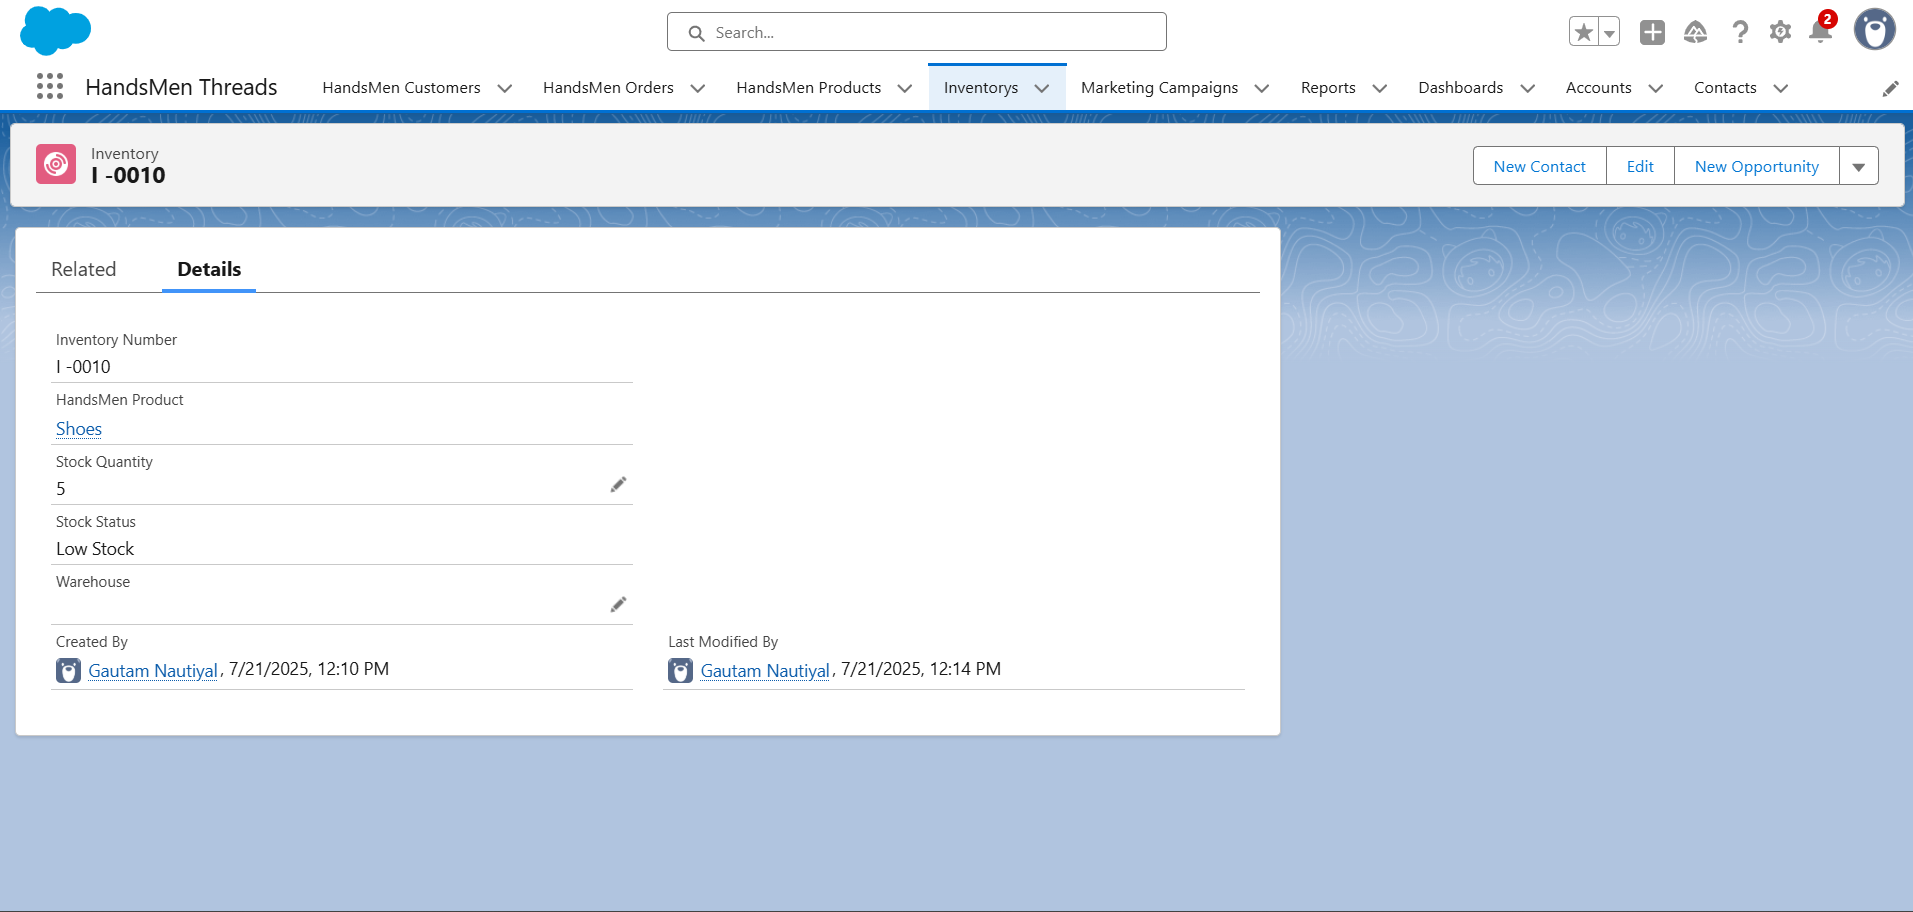 Search...
2
HandsMen Threads
HandsMen Customers
HandsMen Orders
HandsMen Products
Inventorys
Marketing Campaigns
Reports
Dashboards
Accounts
Contacts
Inventory
I -0010
New Contact
Edit
New Opportunity
Related
Details
Inventory Number
I -0010
HandsMen Product
Shoes
Stock Quantity
5
Stock Status
Low Stock
Warehouse
Created By
Gautam Nautiyal, 7/21/2025, 12:10 PM
Last Modified By
Gautam Nautiyal, 7/21/2025, 12:14 PM